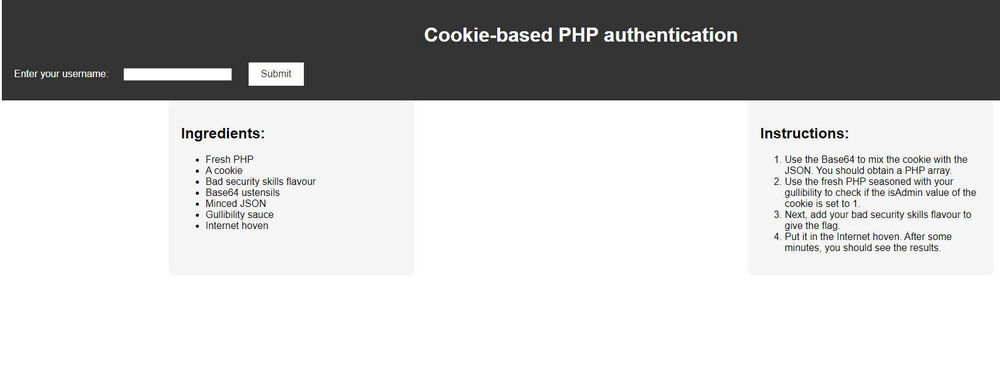 Cookie-based PHP authentication
Enter your username:
Submit
Ingredients:
Fresh PHP
A cookie
Bad security skills flavour
Base64 ustensils
Minced JSON
Gullibility sauce
Internet hoven
Instructions:
1. Use the Base64 to mix the cookie with the
JSON. You should obtain a PHP array.
2. Use the fresh PHP seasoned with your
gullibility to check if the isAdmin value of the
cookie is set to 1.
3. Next, add your bad security skills flavour to
give the flag.
4. Put it in the Internet hoven. After some
minutes, you should see the results.